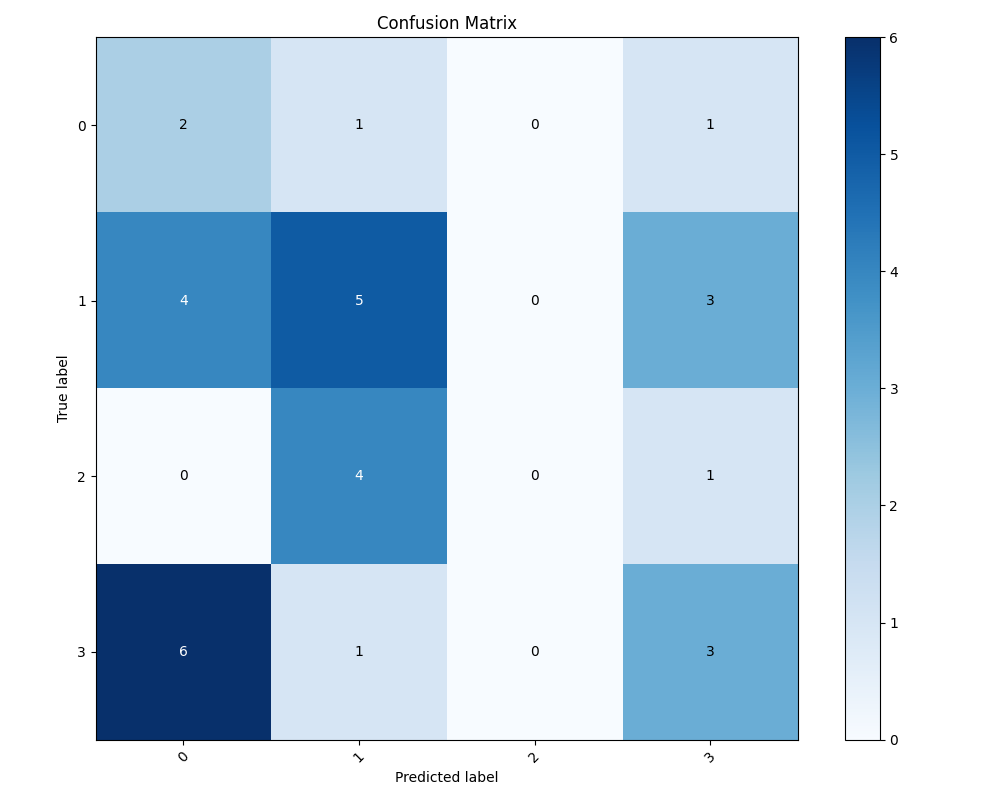 Confusion Matrix
0 2 1 0 1
1 4 5 0 3
2 0 4 0 1
3 6 1 0 3
0 1 2 3
True label
Predicted label
6
5
4
3
2
1
0